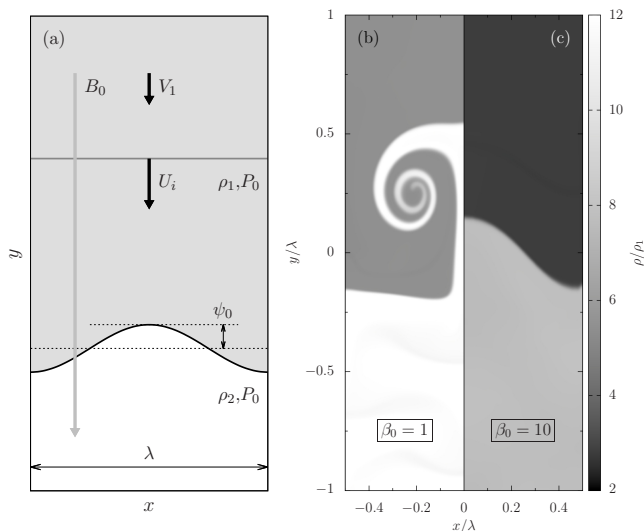 (a)
B₀
V₁
Uᵢ
ρ₁,P₀
y
ψ₀
ρ₂,P₀
λ
x
(b)
(c)
1
0.5
0
−0.5
−1
y/λ
β₀ = 1
β₀ = 10
−0.4 −0.2 0 0.2 0.4
x/λ
12
10
8
6
4
2
ρ/ρ₁